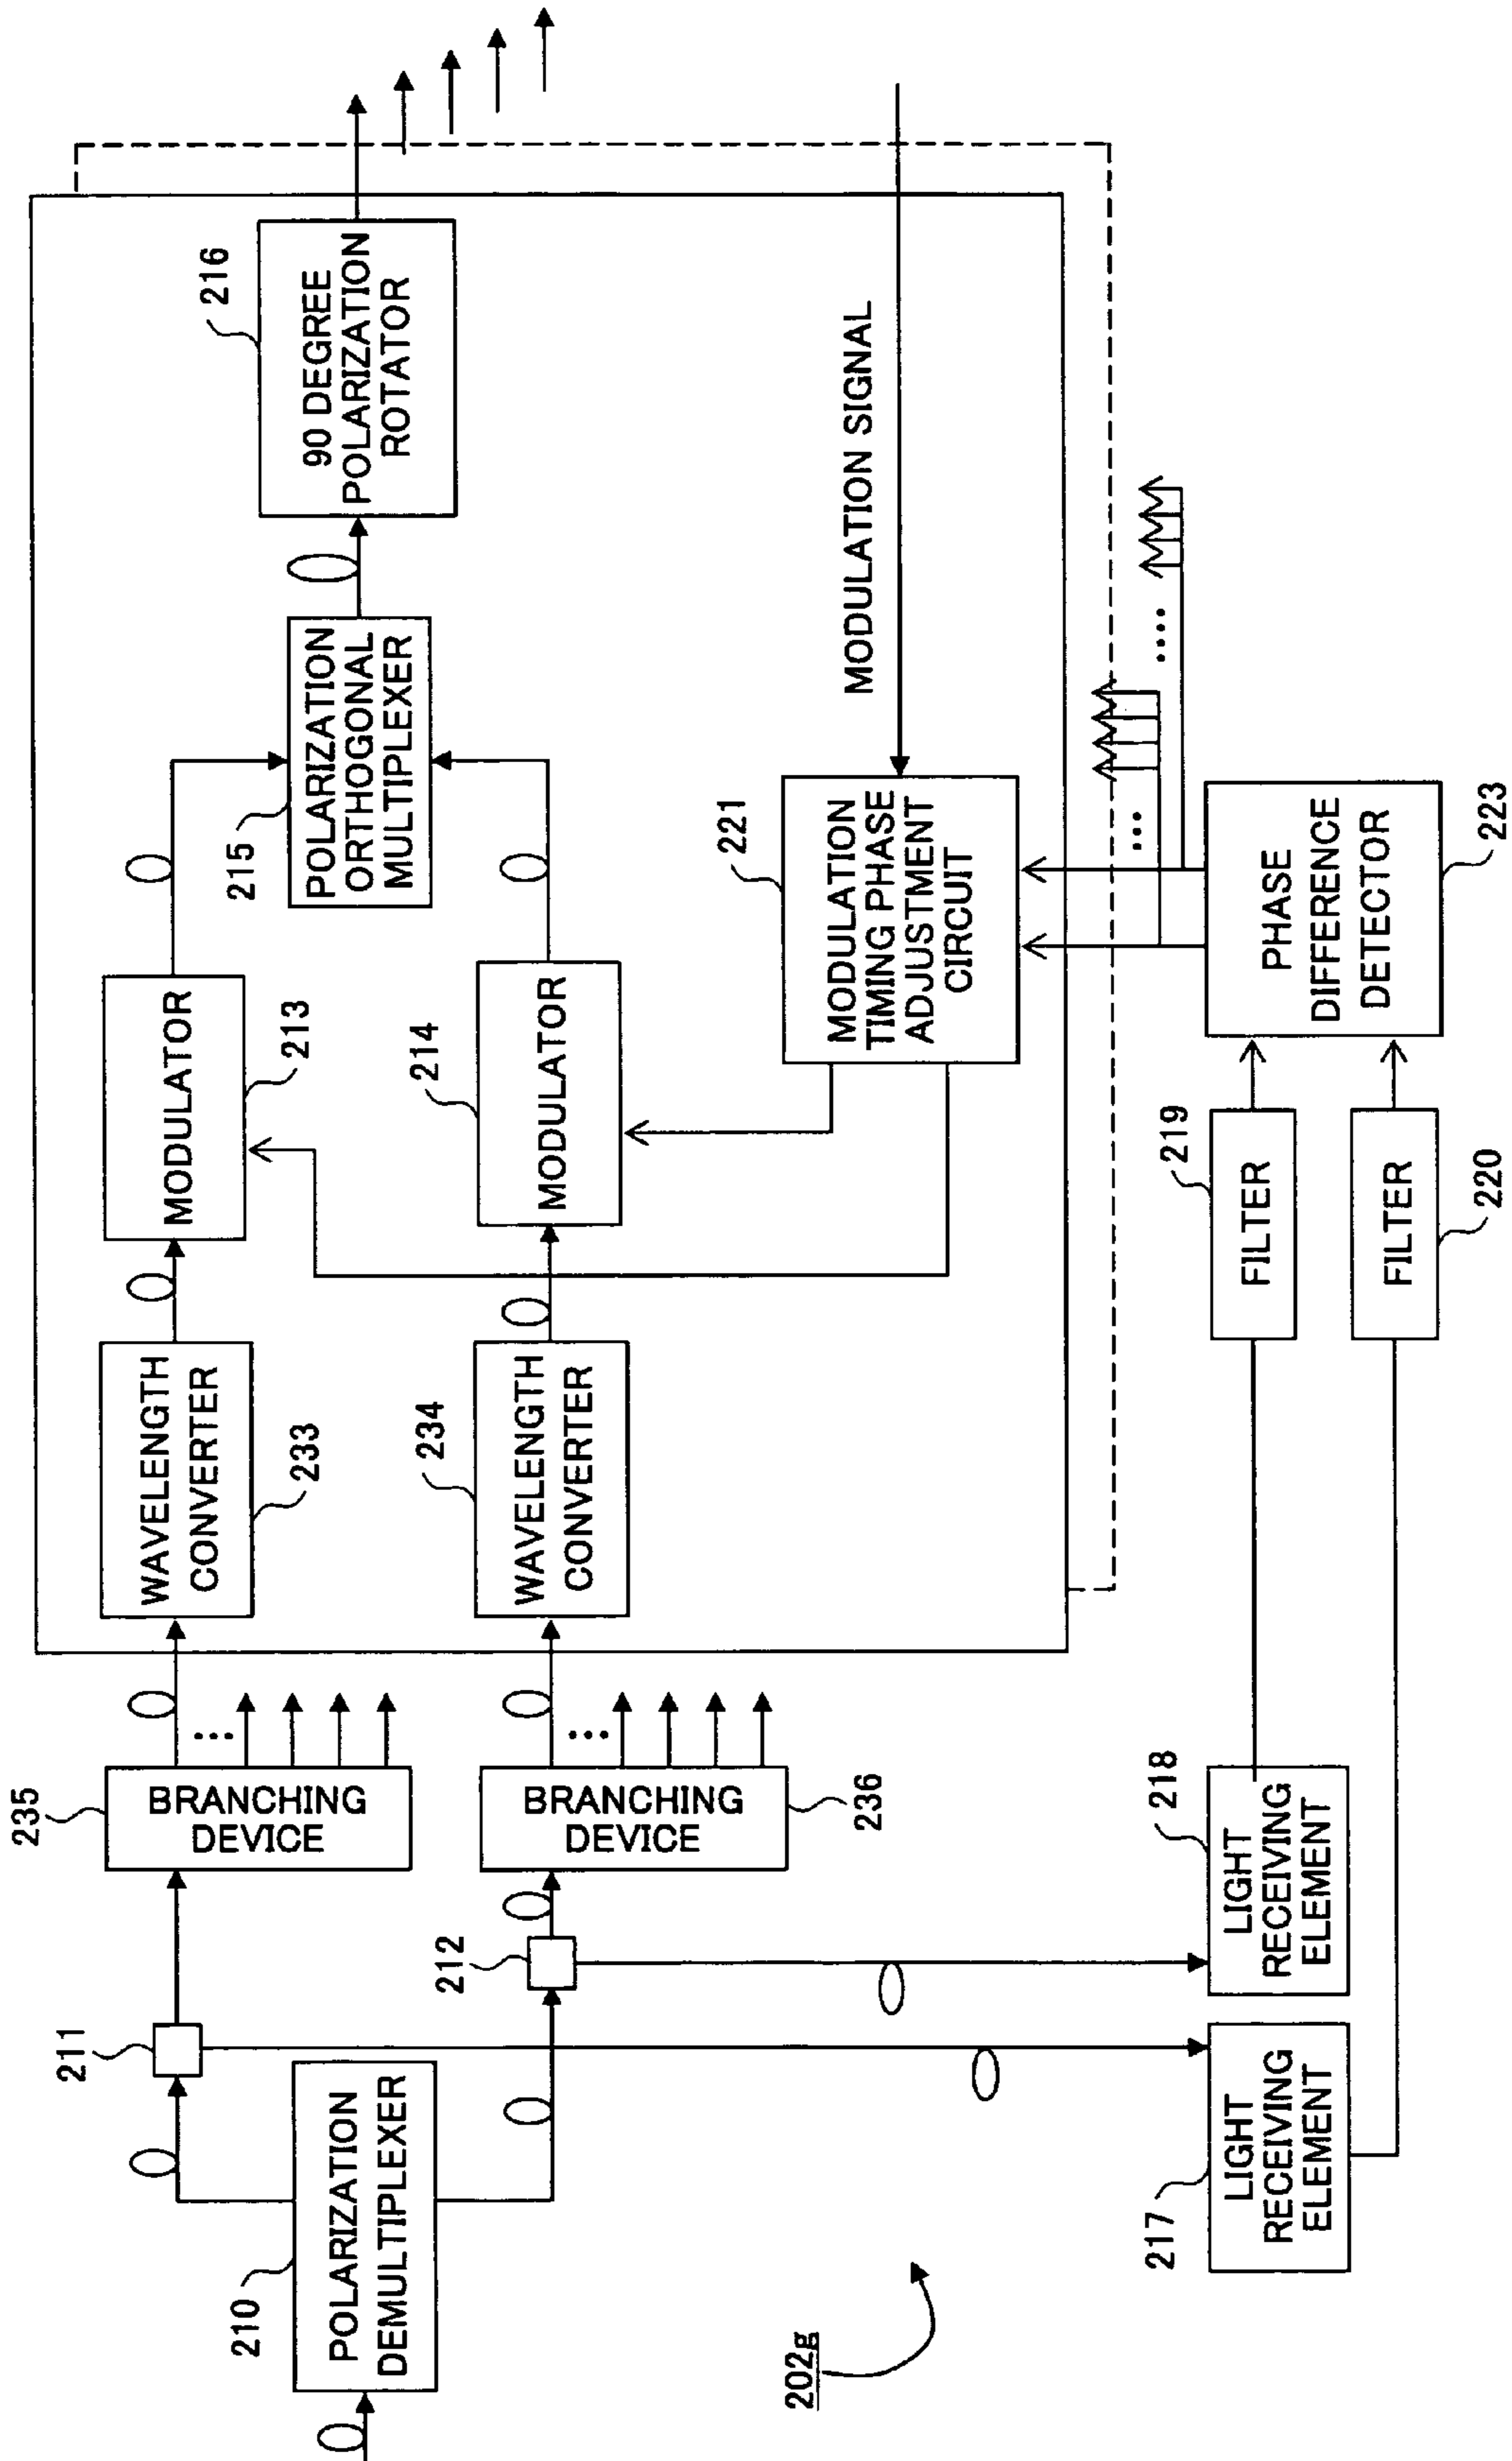 210
POLARIZATION
DEMULTIPLEXER
211
212
235
BRANCHING
DEVICE
...
BRANCHING
DEVICE
236
...
WAVELENGTH
CONVERTER
233
234
WAVELENGTH
CONVERTER
MODULATOR
213
214
MODULATOR
215
POLARIZATION
ORTHOGONAL
MULTIPLEXER
216
90 DEGREE
POLARIZATION
ROTATOR
MODULATION SIGNAL
221
MODULATION
TIMING PHASE
ADJUSTMENT
CIRCUIT
...
....
202g
217
LIGHT
RECEIVING
ELEMENT
218
LIGHT
RECEIVING
ELEMENT
219
FILTER
FILTER
220
PHASE
DIFFERENCE
DETECTOR
223